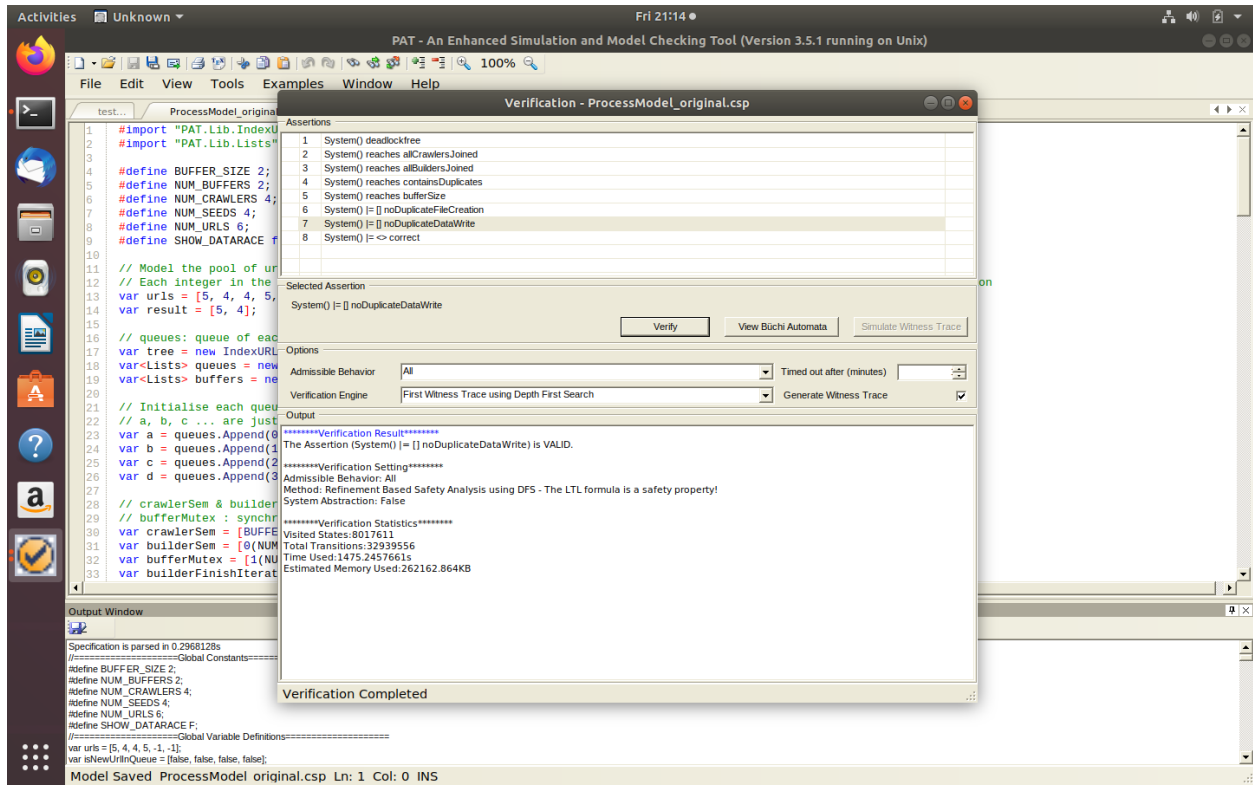 Activities Unknown Fri 21:14
PAT - An Enhanced Simulation and Model Checking Tool (Version 3.5.1 running on Unix)
100%
File Edit View Tools Examples Window Help
test... ProcessModel_original
1 #import "PAT.Lib.IndexU
2 #import "PAT.Lib.Lists"
3
4 #define BUFFER_SIZE 2;
5 #define NUM_BUFFERS 2;
6 #define NUM_CRAWLERS 4;
7 #define NUM_SEEDS 4;
8 #define NUM_URLS 6;
9 #define SHOW_DATARACE f
10
11 // Model the pool of ur
12 // Each integer in the on
13 var urls = [5, 4, 4, 5,
14 var result = [5, 4];
15
16 // queues: queue of eac
17 var tree = new IndexURL
18 var<Lists> queues = new
19 var<Lists> buffers = ne
20
21 // Initialise each queu
22 // a, b, c ... are just
23 var a = queues.Append(0
24 var b = queues.Append(1
25 var c = queues.Append(2
26 var d = queues.Append(3
27
28 // crawlerSem & builder
29 // bufferMutex : synchr
30 var crawlerSem = [BUFFE
31 var builderSem = [0(NUM
32 var bufferMutex = [1(NU
33 var builderFinishIterat
Verification - ProcessModel_original.csp
Assertions
1 System() deadlockfree
2 System() reaches allCrawlersJoined
3 System() reaches allBuildersJoined
4 System() reaches containsDuplicates
5 System() reaches bufferSize
6 System() |= [] noDuplicateFileCreation
7 System() |= [] noDuplicateDataWrite
8 System() |= <> correct
Selected Assertion
System() |= [] noDuplicateDataWrite
Verify View Büchi Automata Simulate Witness Trace
Options
Admissible Behavior All Timed out after (minutes)
Verification Engine First Witness Trace using Depth First Search Generate Witness Trace
Output
********Verification Result********
The Assertion (System() |= [] noDuplicateDataWrite) is VALID.
********Verification Setting********
Admissible Behavior: All
Method: Refinement Based Safety Analysis using DFS - The LTL formula is a safety property!
System Abstraction: False
********Verification Statistics********
Visited States:8017611
Total Transitions:32939556
Time Used:1475.2457661s
Estimated Memory Used:262162.864KB
Verification Completed
Output Window
Specification is parsed in 0.2968128s
//====================Global Constants======
#define BUFFER_SIZE 2;
#define NUM_BUFFERS 2;
#define NUM_CRAWLERS 4;
#define NUM_SEEDS 4;
#define NUM_URLS 6;
#define SHOW_DATARACE F;
//====================Global Variable Definitions====================
var urls = [5, 4, 4, 5, -1, -1];
var isNewUrlInQueue = [false, false, false, false];
Model Saved ProcessModel_original.csp Ln: 1 Col: 0 INS